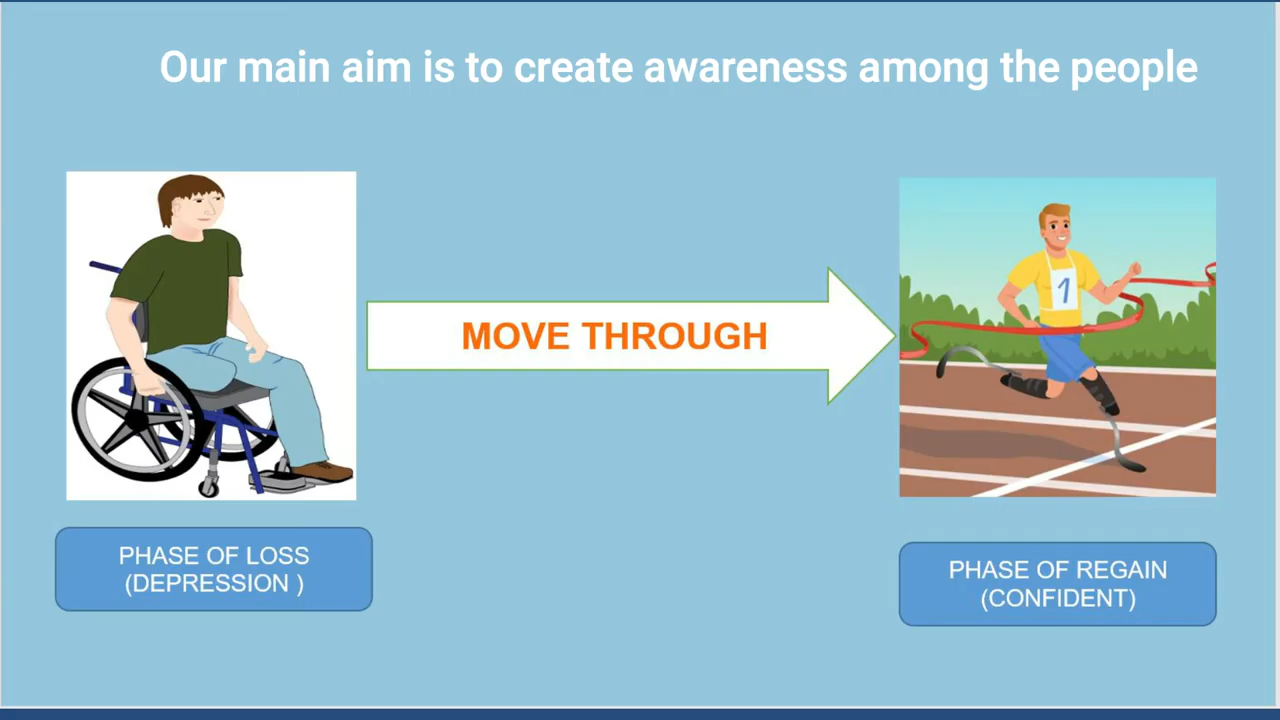 Our main aim is to create awareness among the people
MOVE THROUGH
1
PHASE OF LOSS
(DEPRESSION )
PHASE OF REGAIN
(CONFIDENT)